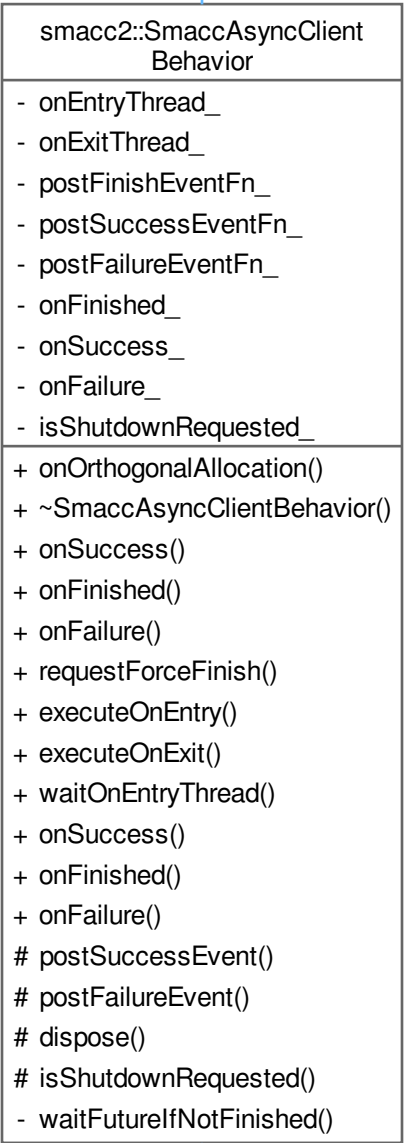 smacc2::SmaccAsyncClient
Behavior
- onEntryThread_
- onExitThread_
- postFinishEventFn_
- postSuccessEventFn_
- postFailureEventFn_
- onFinished_
- onSuccess_
- onFailure_
- isShutdownRequested_
+ onOrthogonalAllocation()
+ ~SmaccAsyncClientBehavior()
+ onSuccess()
+ onFinished()
+ onFailure()
+ requestForceFinish()
+ executeOnEntry()
+ executeOnExit()
+ waitOnEntryThread()
+ onSuccess()
+ onFinished()
+ onFailure()
# postSuccessEvent()
# postFailureEvent()
# dispose()
# isShutdownRequested()
- waitFutureIfNotFinished()